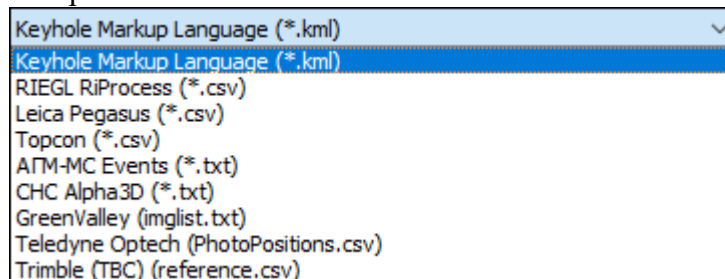 Keyhole Markup Language (*.kml)
Keyhole Markup Language (*.kml)
RIEGL RiProcess (*.csv)
Leica Pegasus (*.csv)
Topcon (*.csv)
АГМ-МС Events (*.txt)
CHC Alpha3D (*.txt)
GreenValley (imglist.txt)
Teledyne Optech (PhotoPositions.csv)
Trimble (TBC) (reference.csv)